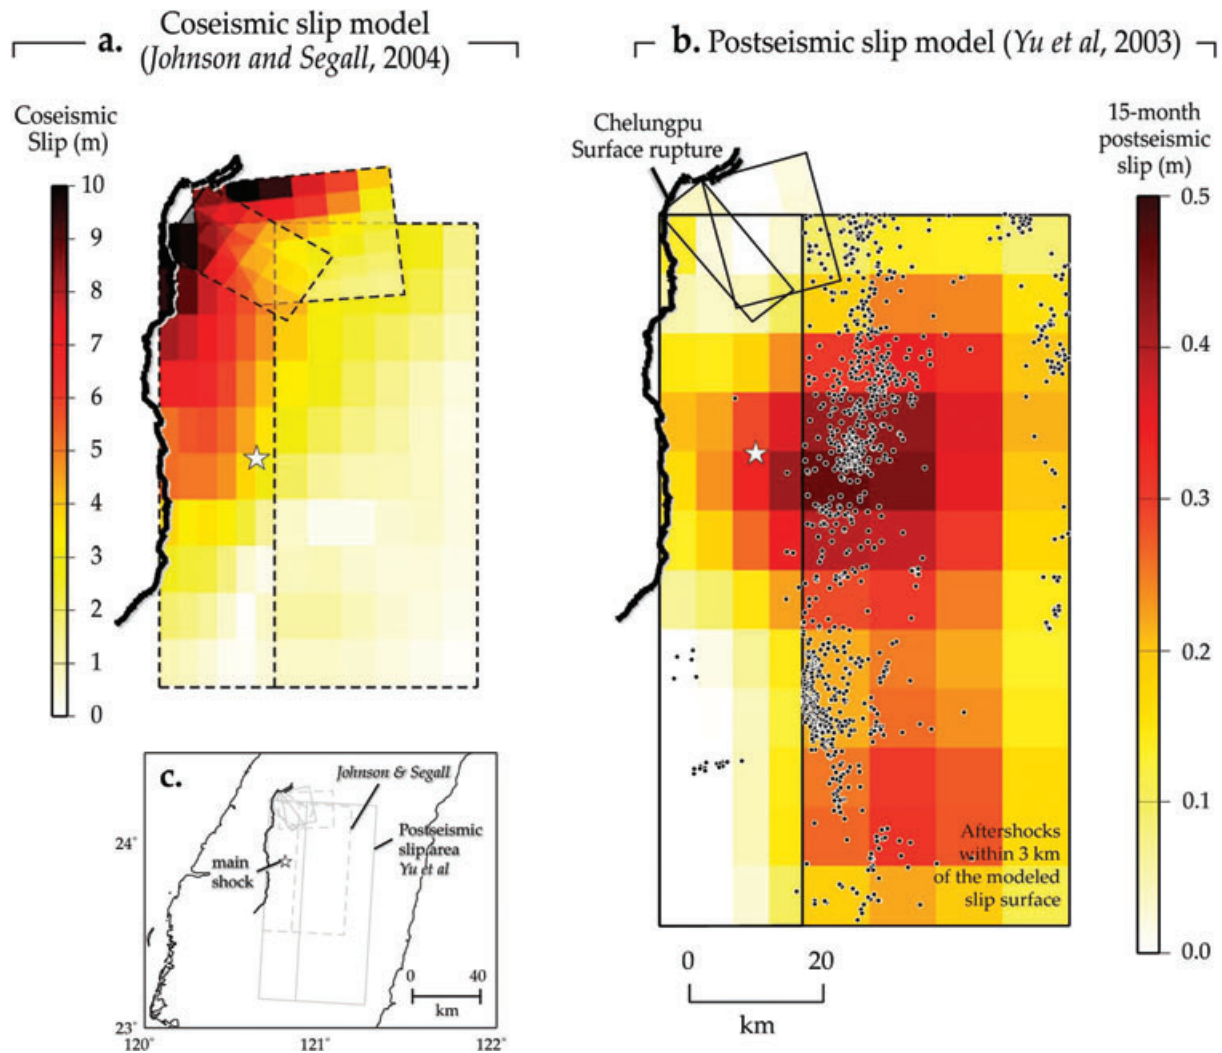 a.
Coseismic slip model
(Johnson and Segall, 2004)
Coseismic
Slip (m)
10
9
8
7
6
5
4
3
2
1
0
b. Postseismic slip model (Yu et al, 2003)
Chelungpu
Surface rupture
15-month
postseismic
slip (m)
0.5
0.4
0.3
0.2
0.1
0.0
Aftershocks
within 3 km
of the modeled
slip surface
0 20
km
c.
Johnson & Segall
Postseismic
slip area
Yu et al
main
shock
24°
23°
0 40
km
120° 121° 122°